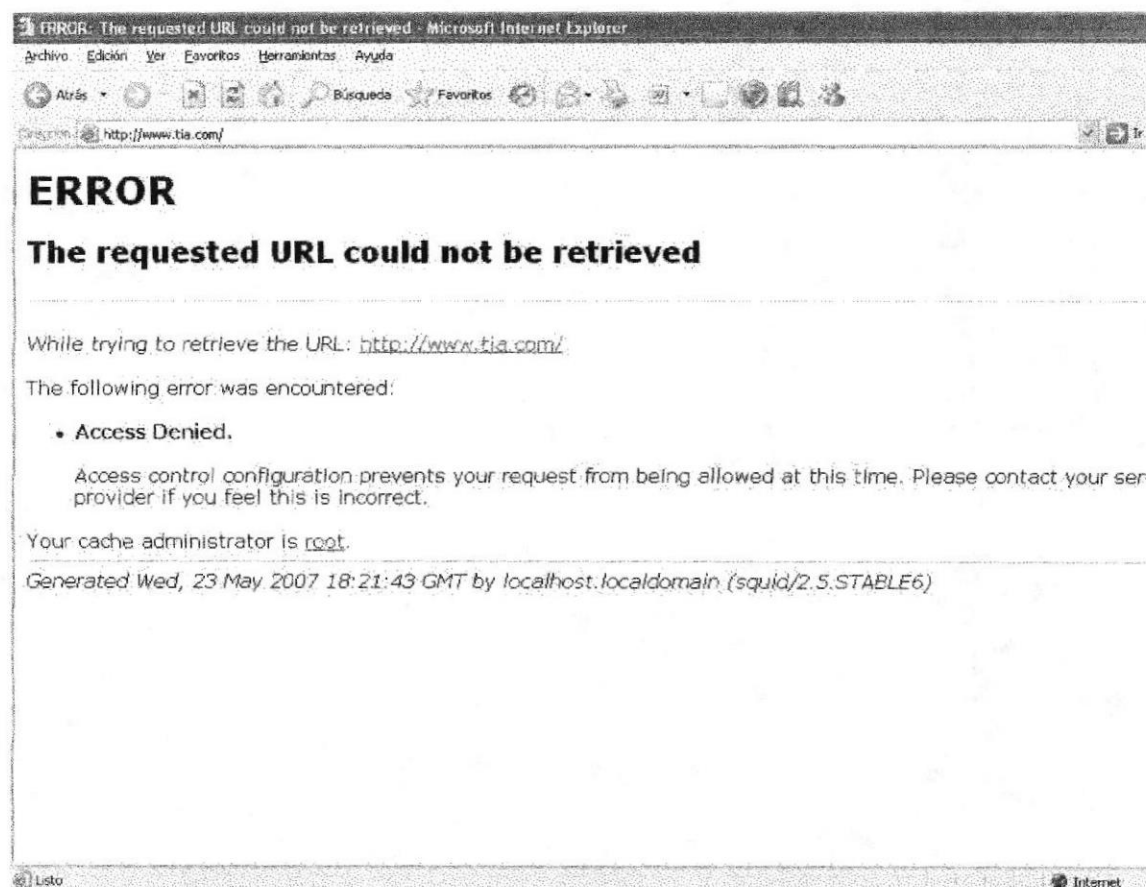 ERROR: The requested URL could not be retrieved - Microsoft Internet Explorer
Archivo Edición Ver Favoritos Herramientas Ayuda
Atrás Búsqueda Favoritos
Dirección http://www.tia.com/ Ir
ERROR
The requested URL could not be retrieved
While trying to retrieve the URL: http://www.tia.com/
The following error was encountered:
• Access Denied.
Access control configuration prevents your request from being allowed at this time. Please contact your ser
provider if you feel this is incorrect.
Your cache administrator is root.
Generated Wed, 23 May 2007 18:21:43 GMT by localhost.localdomain (squid/2.5.STABLE6)
Listo Internet